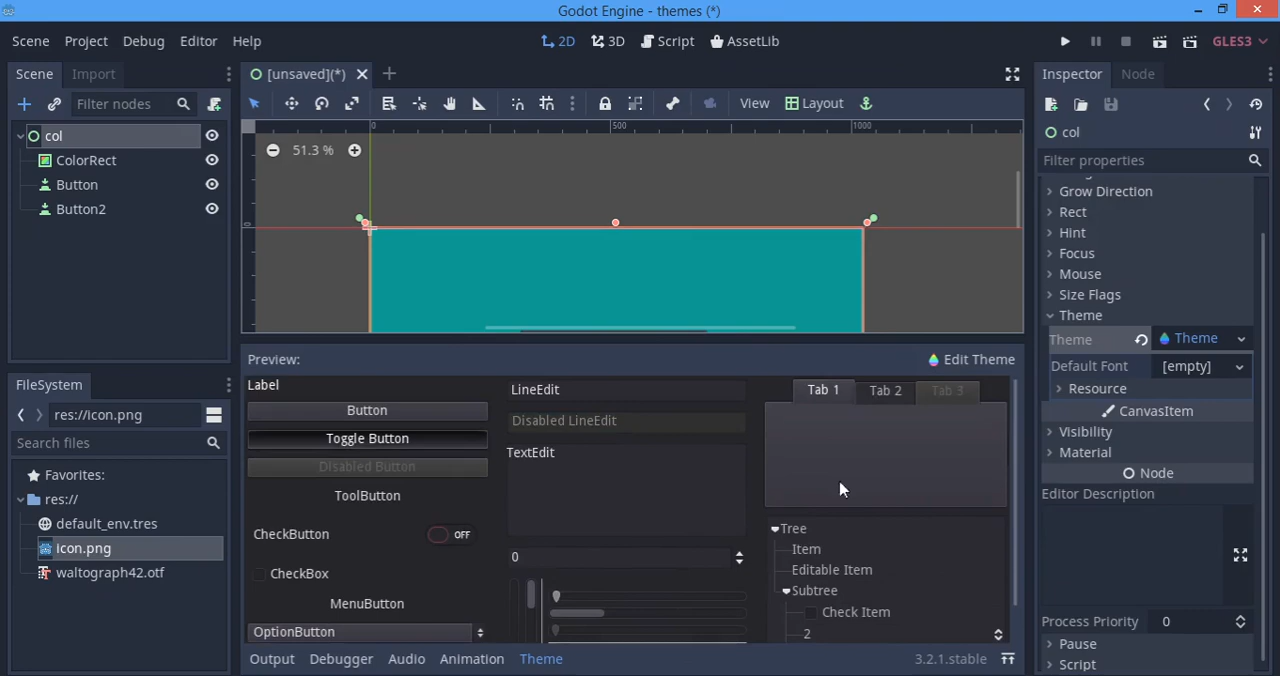 Godot Engine - themes (*)
Scene Project Debug Editor Help
2D 3D Script AssetLib
GLES3
Scene Import
[unsaved](*)
Inspector Node
Filter nodes
View Layout
col
51.3 %
0 500 1000
0
col
ColorRect
Button
Button2
Filter properties
Grow Direction
Rect
Hint
Focus
Mouse
Size Flags
Theme
Theme Theme
Default Font [empty]
Resource
CanvasItem
Visibility
Material
Node
Editor Description
Process Priority 0
Pause
Script
FileSystem
res://icon.png
Search files
Favorites:
res://
default_env.tres
icon.png
waltograph42.otf
Preview: Edit Theme
Label
Button
Toggle Button
Disabled Button
ToolButton
CheckButton OFF
CheckBox
MenuButton
OptionButton
LineEdit
Disabled LineEdit
TextEdit
0
Tab 1 Tab 2 Tab 3
Tree
Item
Editable Item
Subtree
Check Item
2
Output Debugger Audio Animation Theme 3.2.1.stable